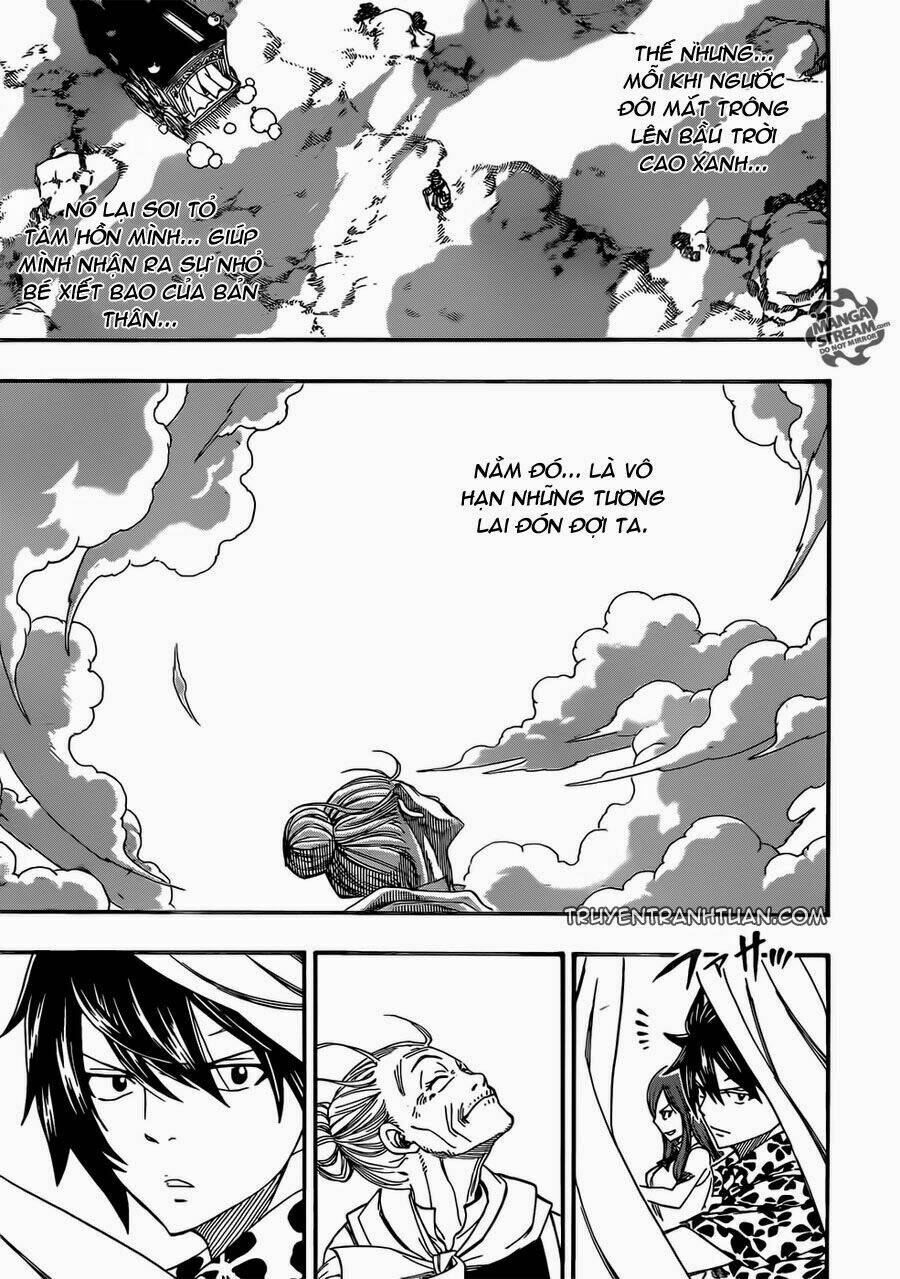 THẾ NHƯNG...
MỖI KHI NGƯỚC
ĐÔI MẮT TRÔNG
LÊN BẦU TRỜI
CAO XANH...
NÓ LẠI SOI TỎ
TÂM HỒN MÌNH... GIÚP
MÌNH NHẬN RA SỰ NHỎ
BÉ XIẾT BAO CỦA BẢN
THÂN...
MANGA
STREAM.com
DO NOT MIRROR!
NẰM ĐÓ... LÀ VÔ
HẠN NHỮNG TƯƠNG
LAI ĐÓN ĐỢI TA.
TRUYENTRANHTUAN.COM
ファサ...